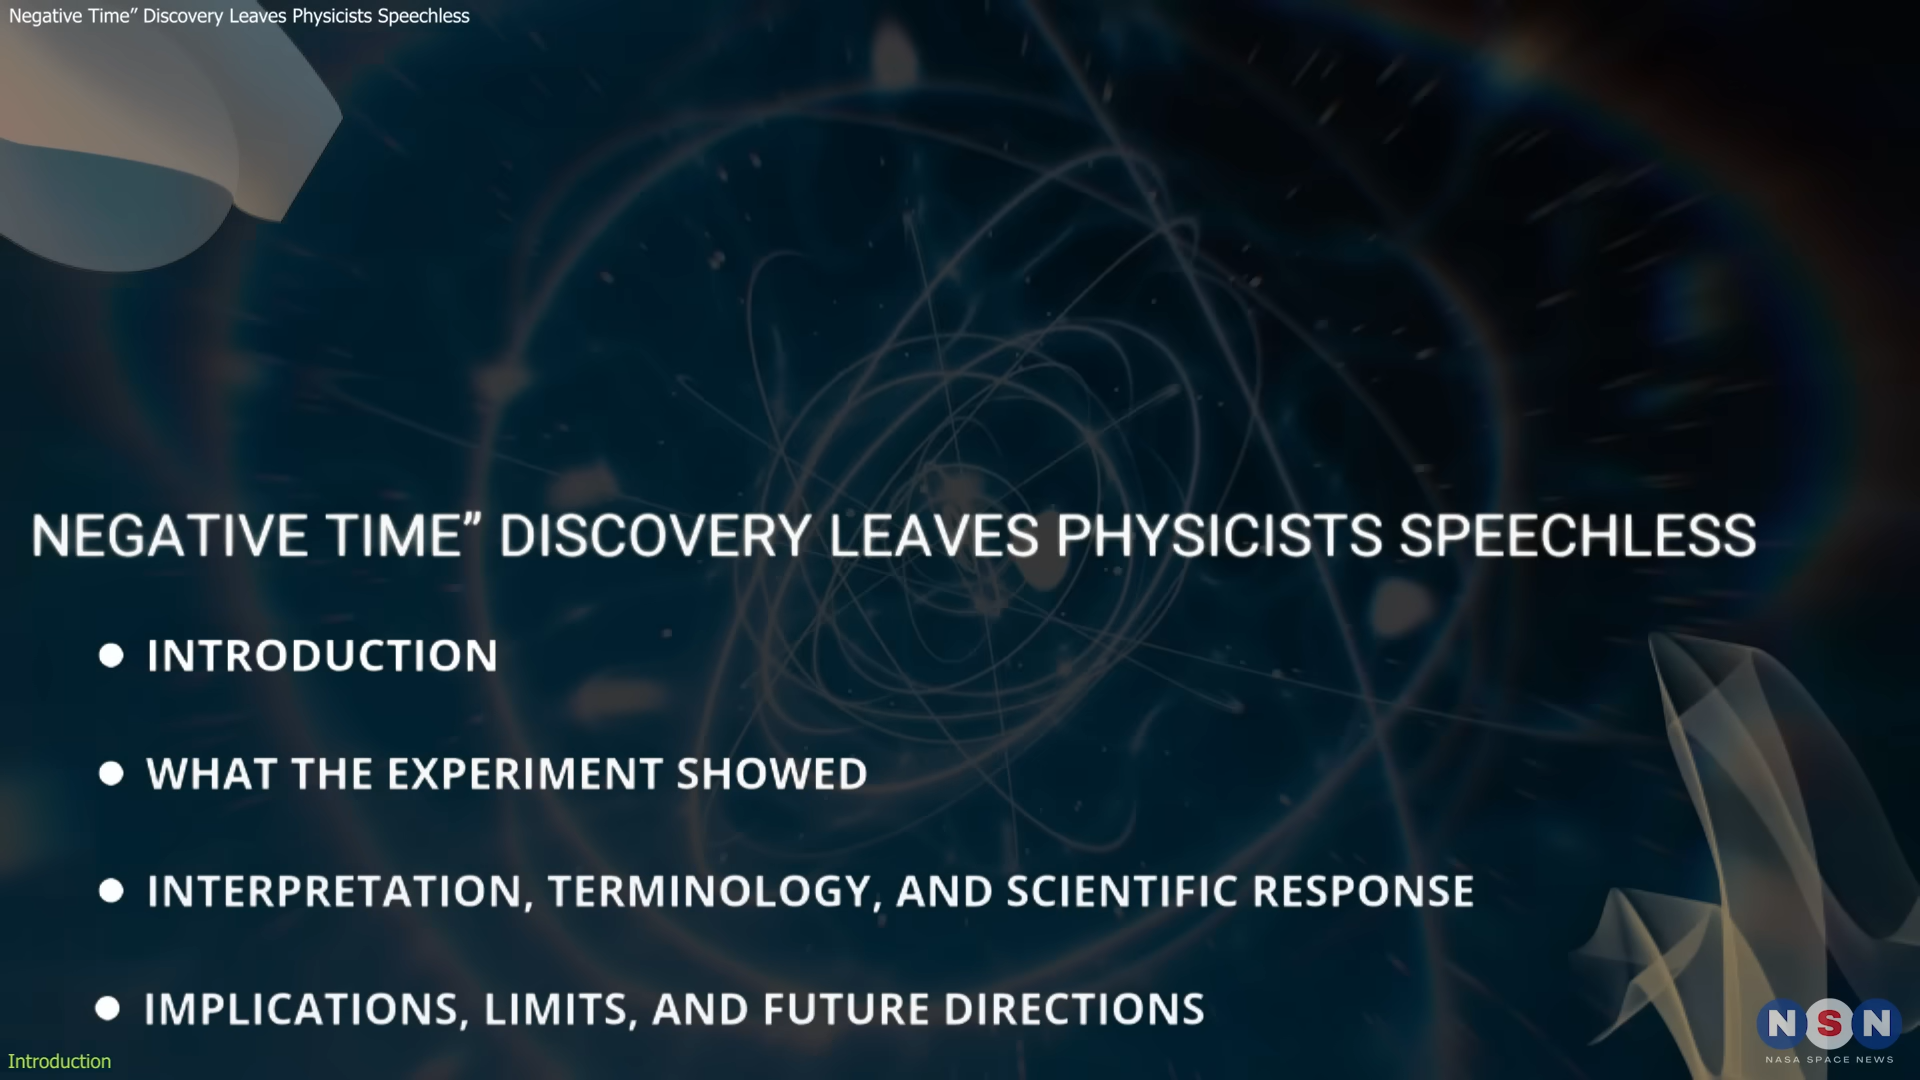 Negative Time” Discovery Leaves Physicists Speechless
NEGATIVE TIME” DISCOVERY LEAVES PHYSICISTS SPEECHLESS
● INTRODUCTION
● WHAT THE EXPERIMENT SHOWED
● INTERPRETATION, TERMINOLOGY, AND SCIENTIFIC RESPONSE
● IMPLICATIONS, LIMITS, AND FUTURE DIRECTIONS
NSN
NASA SPACE NEWS
Introduction